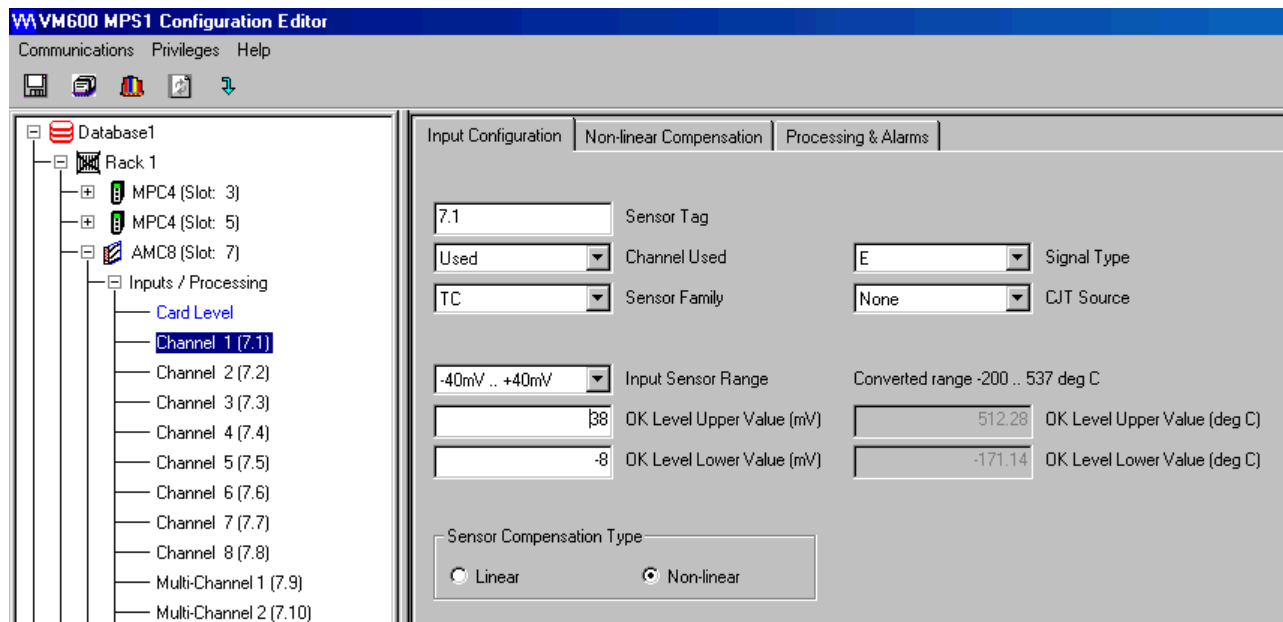 VM600 MPS1 Configuration Editor
Communications Privileges Help
Database1
Rack 1
MPC4 (Slot: 3)
MPC4 (Slot: 5)
AMC8 (Slot: 7)
Inputs / Processing
Card Level
Channel 1 (7.1)
Channel 2 (7.2)
Channel 3 (7.3)
Channel 4 (7.4)
Channel 5 (7.5)
Channel 6 (7.6)
Channel 7 (7.7)
Channel 8 (7.8)
Multi-Channel 1 (7.9)
Multi-Channel 2 (7.10)
Input Configuration Non-linear Compensation Processing & Alarms
7.1 Sensor Tag
Used Channel Used E Signal Type
TC Sensor Family None CJT Source
-40mV .. +40mV Input Sensor Range Converted range -200 .. 537 deg C
38 OK Level Upper Value (mV) 512.28 OK Level Upper Value (deg C)
-8 OK Level Lower Value (mV) -171.14 OK Level Lower Value (deg C)
Sensor Compensation Type
Linear Non-linear